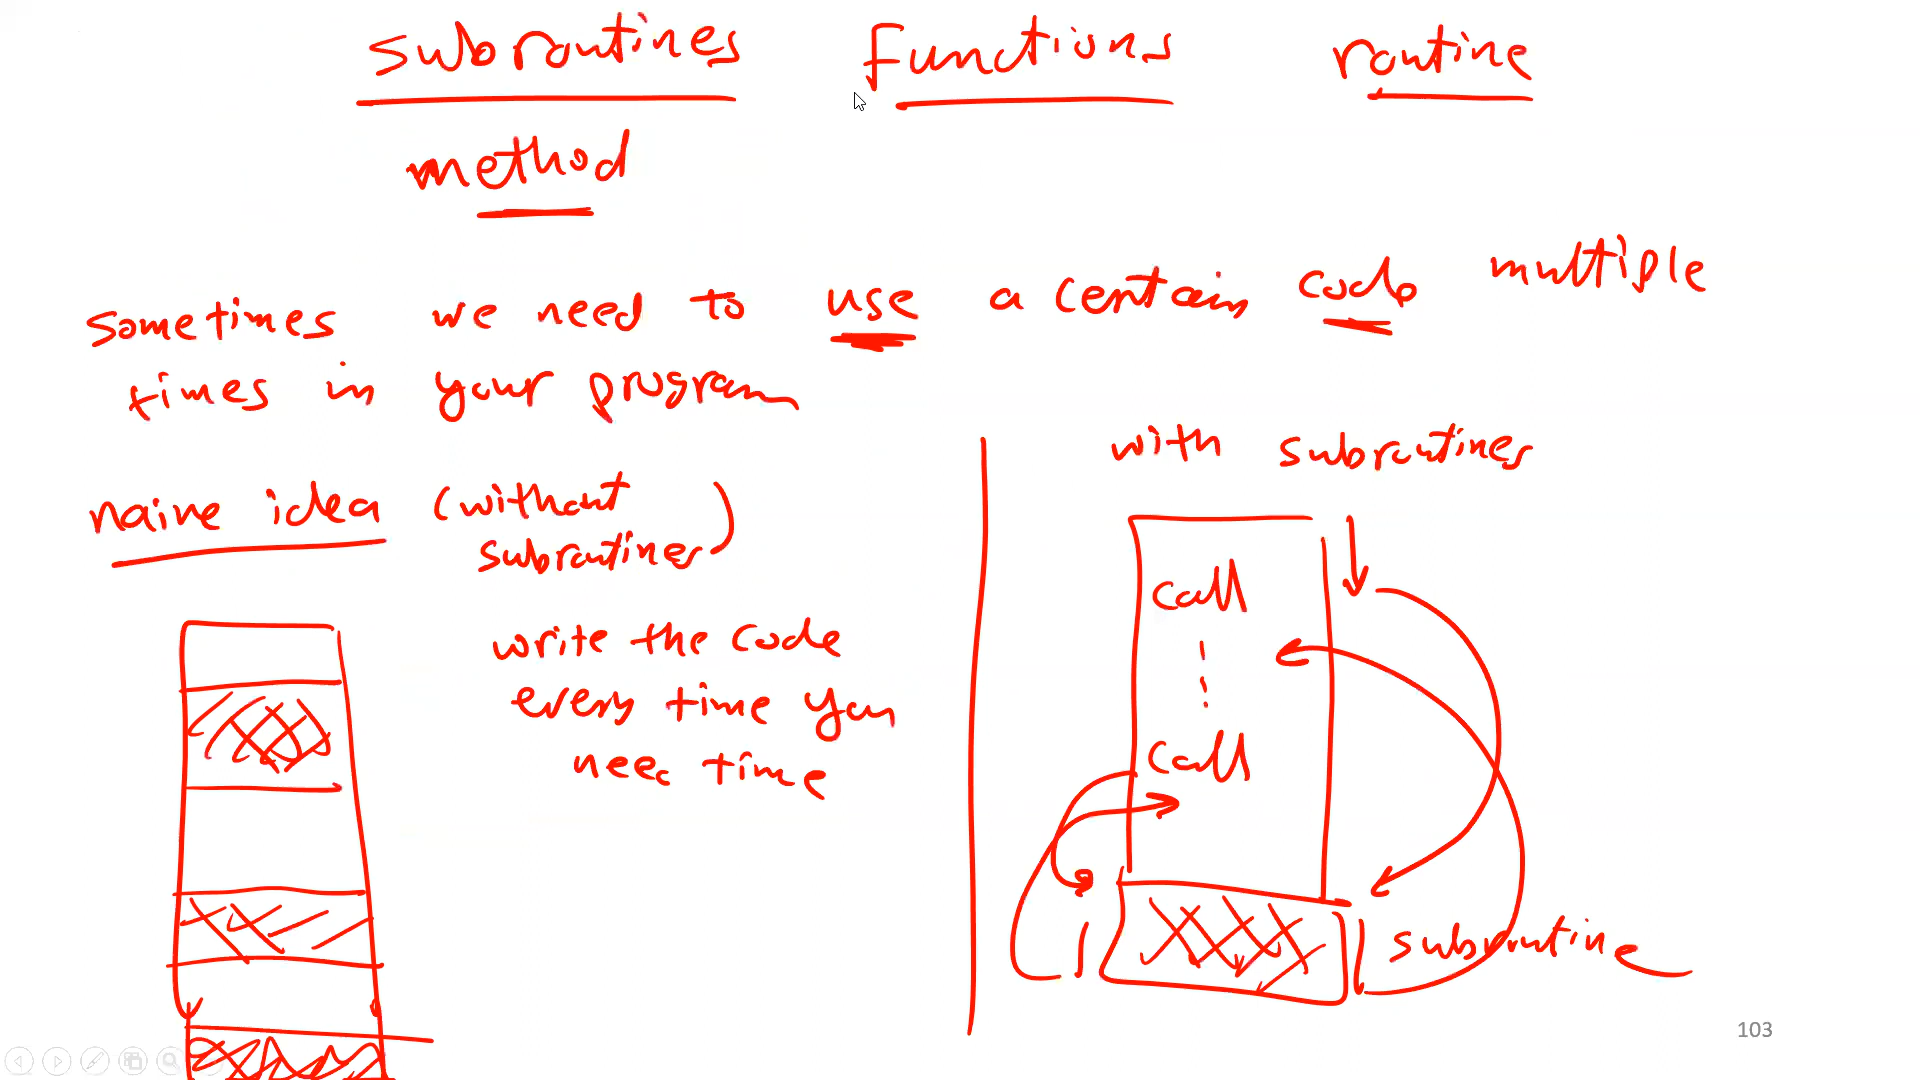 subroutines functions routine
method
sometimes we need to use a certain code multiple
times in your program
naive idea (without
subroutines)
write the code
every time you
need time
with subroutines
call
call
subroutine
103